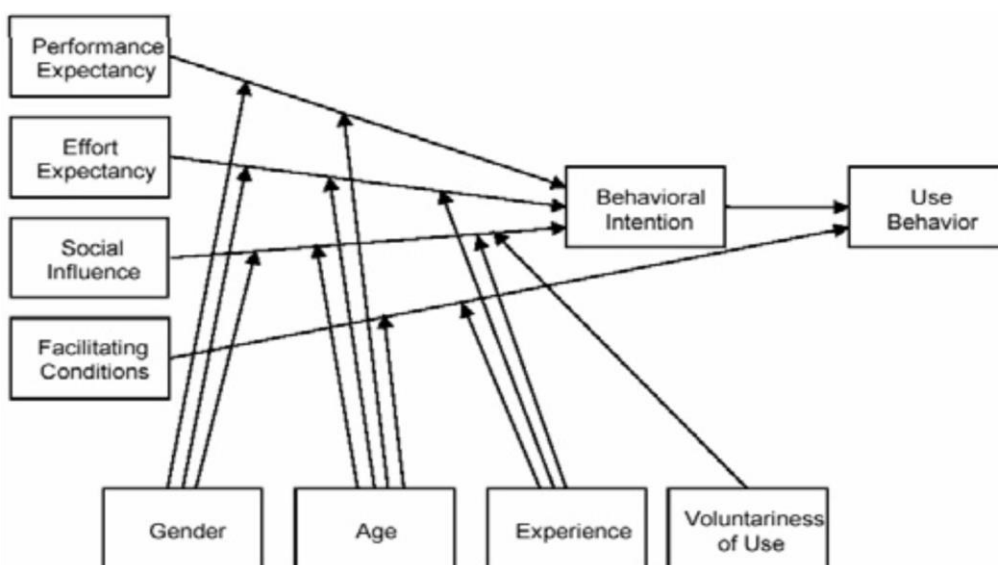 Performance
Expectancy
Effort
Expectancy
Social
Influence
Facilitating
Conditions
Behavioral
Intention
Use
Behavior
Gender
Age
Experience
Voluntariness
of Use